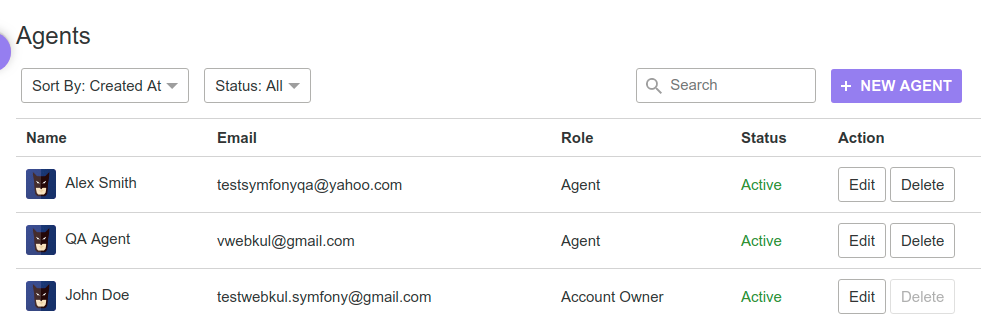 Agents
Sort By: Created At Status: All Search + NEW AGENT
Name Email Role Status Action
Alex Smith testsymfonyqa@yahoo.com Agent Active Edit Delete
QA Agent vwebkul@gmail.com Agent Active Edit Delete
John Doe testwebkul.symfony@gmail.com Account Owner Active Edit Delete